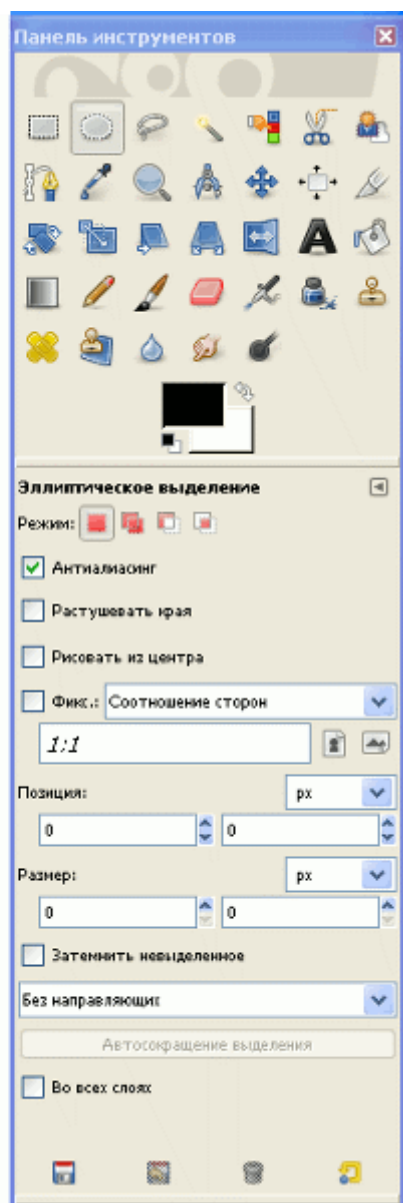 Панель инструментов
Эллиптическое выделение
Режим:
Антиалиасинг
Растушевать края
Рисовать из центра
Фикс.: Соотношение сторон
1:1
Позиция: px
0 0
Размер: px
0 0
Затемнить невыделенное
Без направляющих
Автосокращение выделения
Во всех слоях